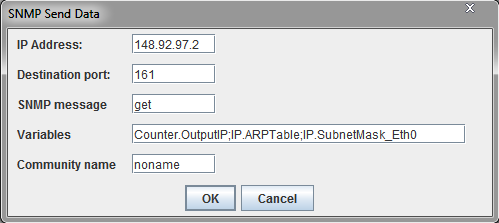 SNMP Send Data
IP Address: 148.92.97.2
Destination port: 161
SNMP message get
Variables Counter.OutputIP;IP.ARPTable;IP.SubnetMask_Eth0
Community name noname
OK Cancel